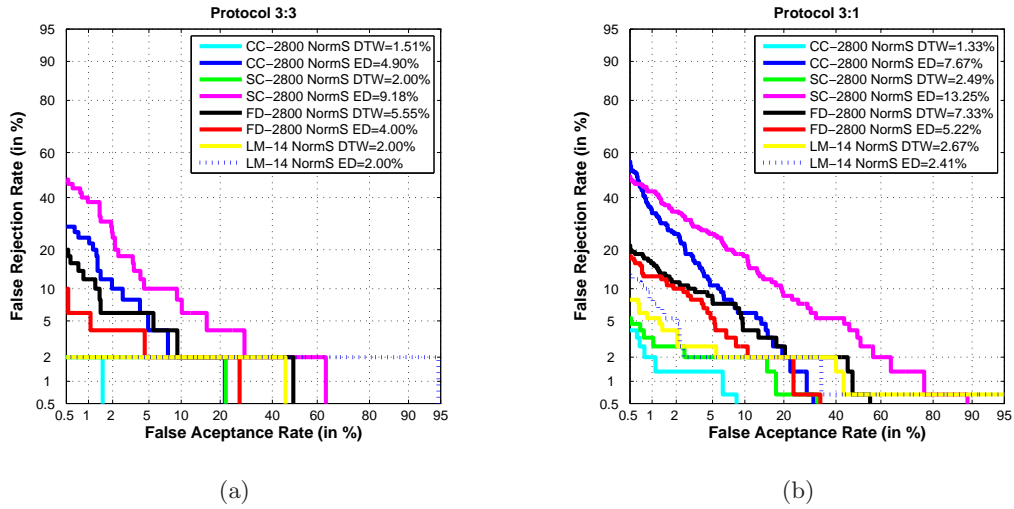 Protocol 3:3
95
90
80
60
40
20
10
5
2
1
0.5
0.5 1 2 5 10 20 40 60 80 90 95
False Rejection Rate (in %)
False Aceptance Rate (in %)
CC-2800 NormS DTW=1.51%
CC-2800 NormS ED=4.90%
SC-2800 NormS DTW=2.00%
SC-2800 NormS ED=9.18%
FD-2800 NormS DTW=5.55%
FD-2800 NormS ED=4.00%
LM-14 NormS DTW=2.00%
LM-14 NormS ED=2.00%
(a)
Protocol 3:1
95
90
80
60
40
20
10
5
2
1
0.5
0.5 1 2 5 10 20 40 60 80 90 95
False Rejection Rate (in %)
False Aceptance Rate (in %)
CC-2800 NormS DTW=1.33%
CC-2800 NormS ED=7.67%
SC-2800 NormS DTW=2.49%
SC-2800 NormS ED=13.25%
FD-2800 NormS DTW=7.33%
FD-2800 NormS ED=5.22%
LM-14 NormS DTW=2.67%
LM-14 NormS ED=2.41%
(b)